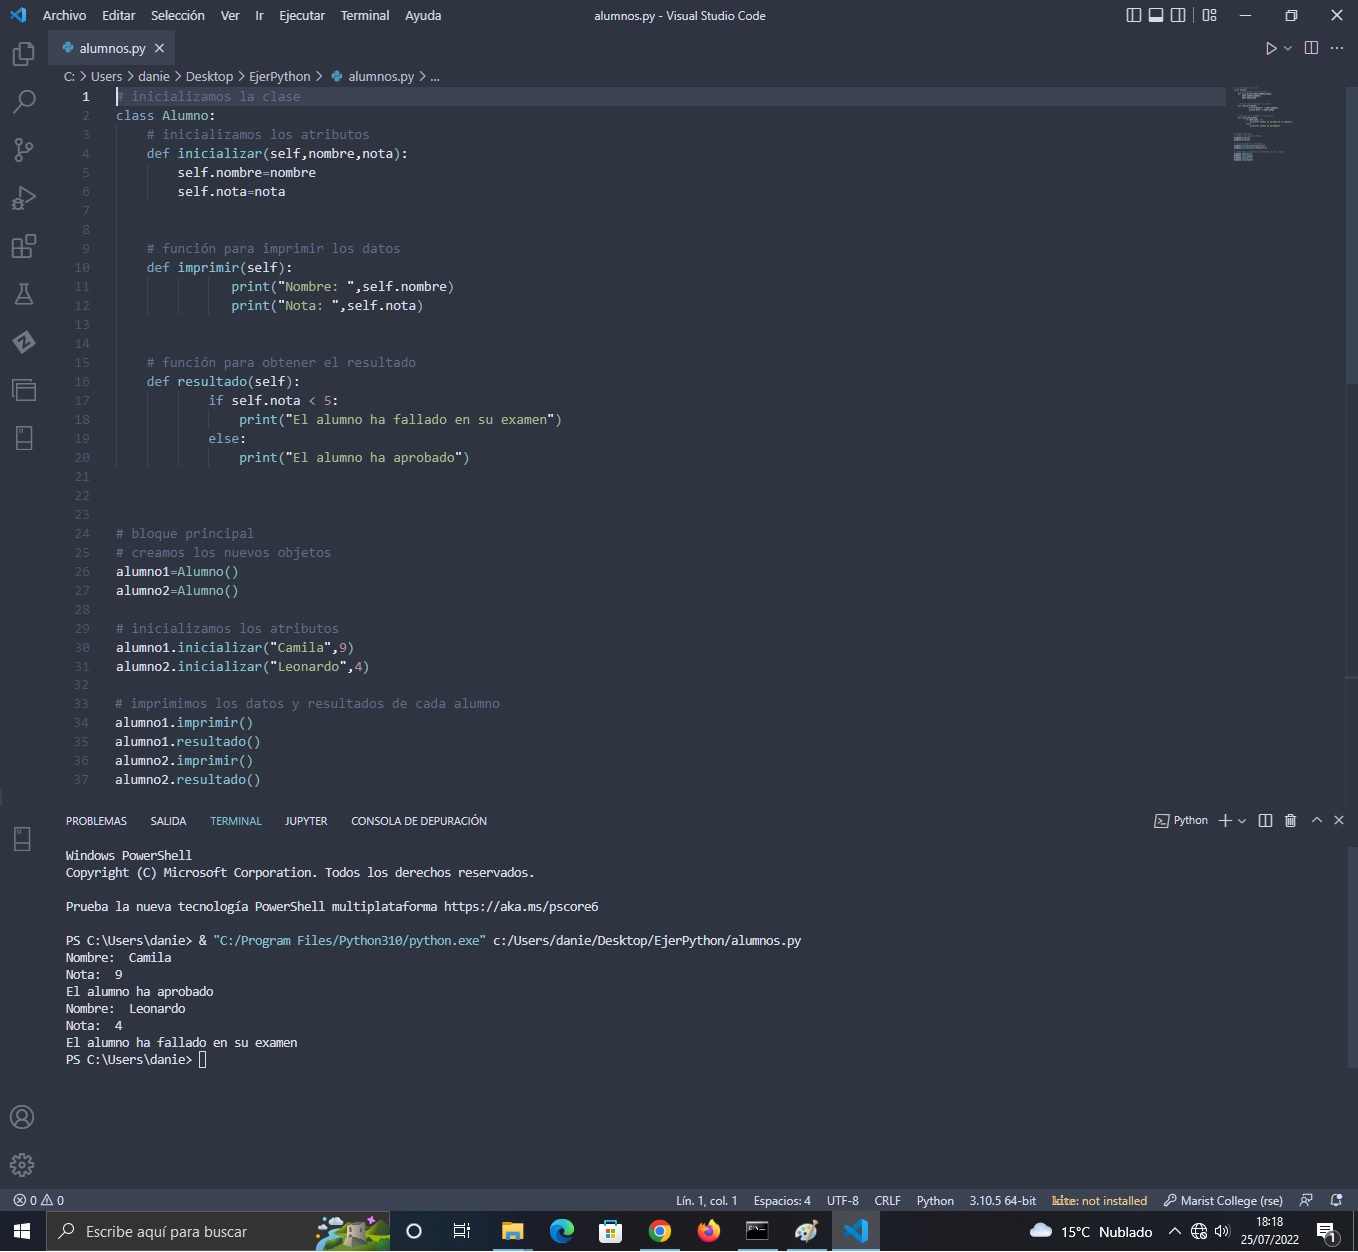 Archivo Editar Selección Ver Ir Ejecutar Terminal Ayuda alumnos.py - Visual Studio Code
alumnos.py
C: > Users > danie > Desktop > EjerPython > alumnos.py > ...
1 # inicializamos la clase
2 class Alumno:
3     # inicializamos los atributos
4     def inicializar(self,nombre,nota):
5         self.nombre=nombre
6         self.nota=nota
7
8
9     # función para imprimir los datos
10     def imprimir(self):
11                print("Nombre: ",self.nombre)
12                print("Nota: ",self.nota)
13
14
15     # función para obtener el resultado
16     def resultado(self):
17             if self.nota < 5:
18                 print("El alumno ha fallado en su examen")
19             else:
20                 print("El alumno ha aprobado")
21
22
23
24 # bloque principal
25 # creamos los nuevos objetos
26 alumno1=Alumno()
27 alumno2=Alumno()
28
29 # inicializamos los atributos
30 alumno1.inicializar("Camila",9)
31 alumno2.inicializar("Leonardo",4)
32
33 # imprimimos los datos y resultados de cada alumno
34 alumno1.imprimir()
35 alumno1.resultado()
36 alumno2.imprimir()
37 alumno2.resultado()
PROBLEMAS SALIDA TERMINAL JUPYTER CONSOLA DE DEPURACIÓN Python
Windows PowerShell
Copyright (C) Microsoft Corporation. Todos los derechos reservados.
Prueba la nueva tecnología PowerShell multiplataforma https://aka.ms/pscore6
PS C:\Users\danie> & "C:/Program Files/Python310/python.exe" c:/Users/danie/Desktop/EjerPython/alumnos.py
Nombre:  Camila
Nota:  9
El alumno ha aprobado
Nombre:  Leonardo
Nota:  4
El alumno ha fallado en su examen
PS C:\Users\danie>
0 0 Lín. 1, col. 1 Espacios: 4 UTF-8 CRLF Python 3.10.5 64-bit kite: not installed Marist College (rse)
Escribe aquí para buscar 15°C Nublado 18:18
25/07/2022 1